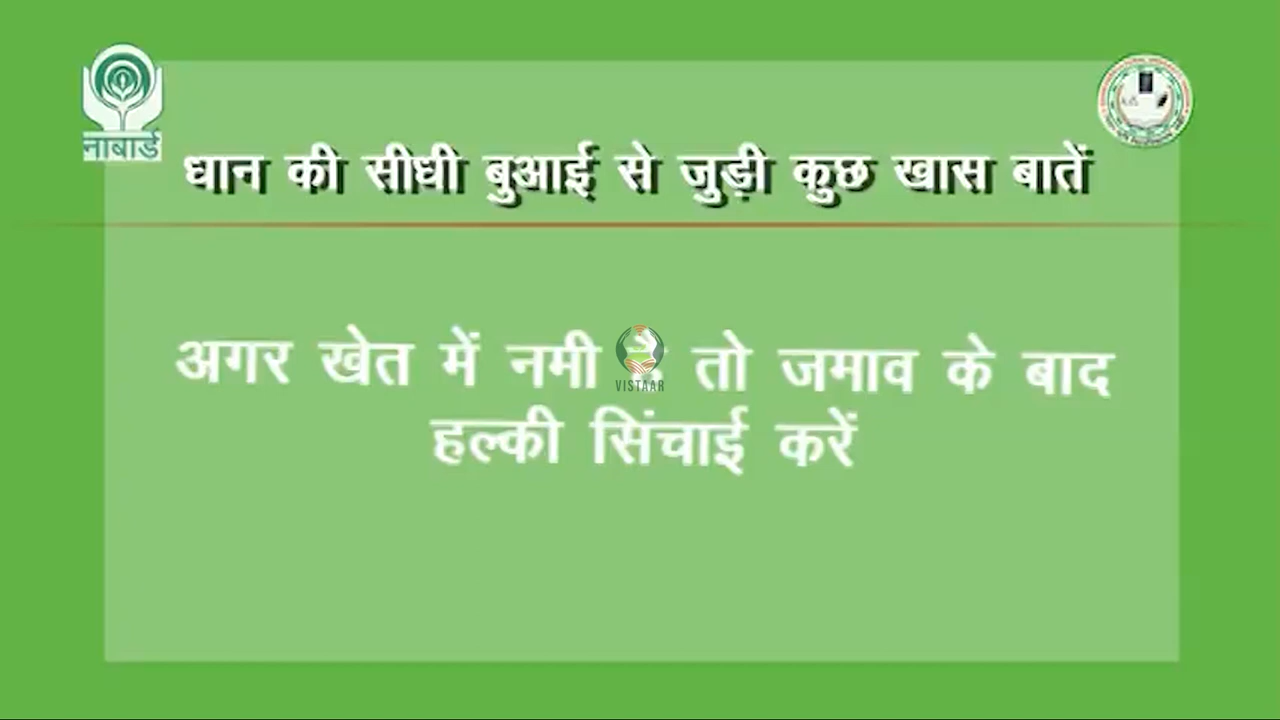 नाबार्ड
धान की सीधी बुआई से जुड़ी कुछ खास बातें
अगर खेत में नमी है तो जमाव के बाद
VISTAAR
हल्की सिंचाई करें